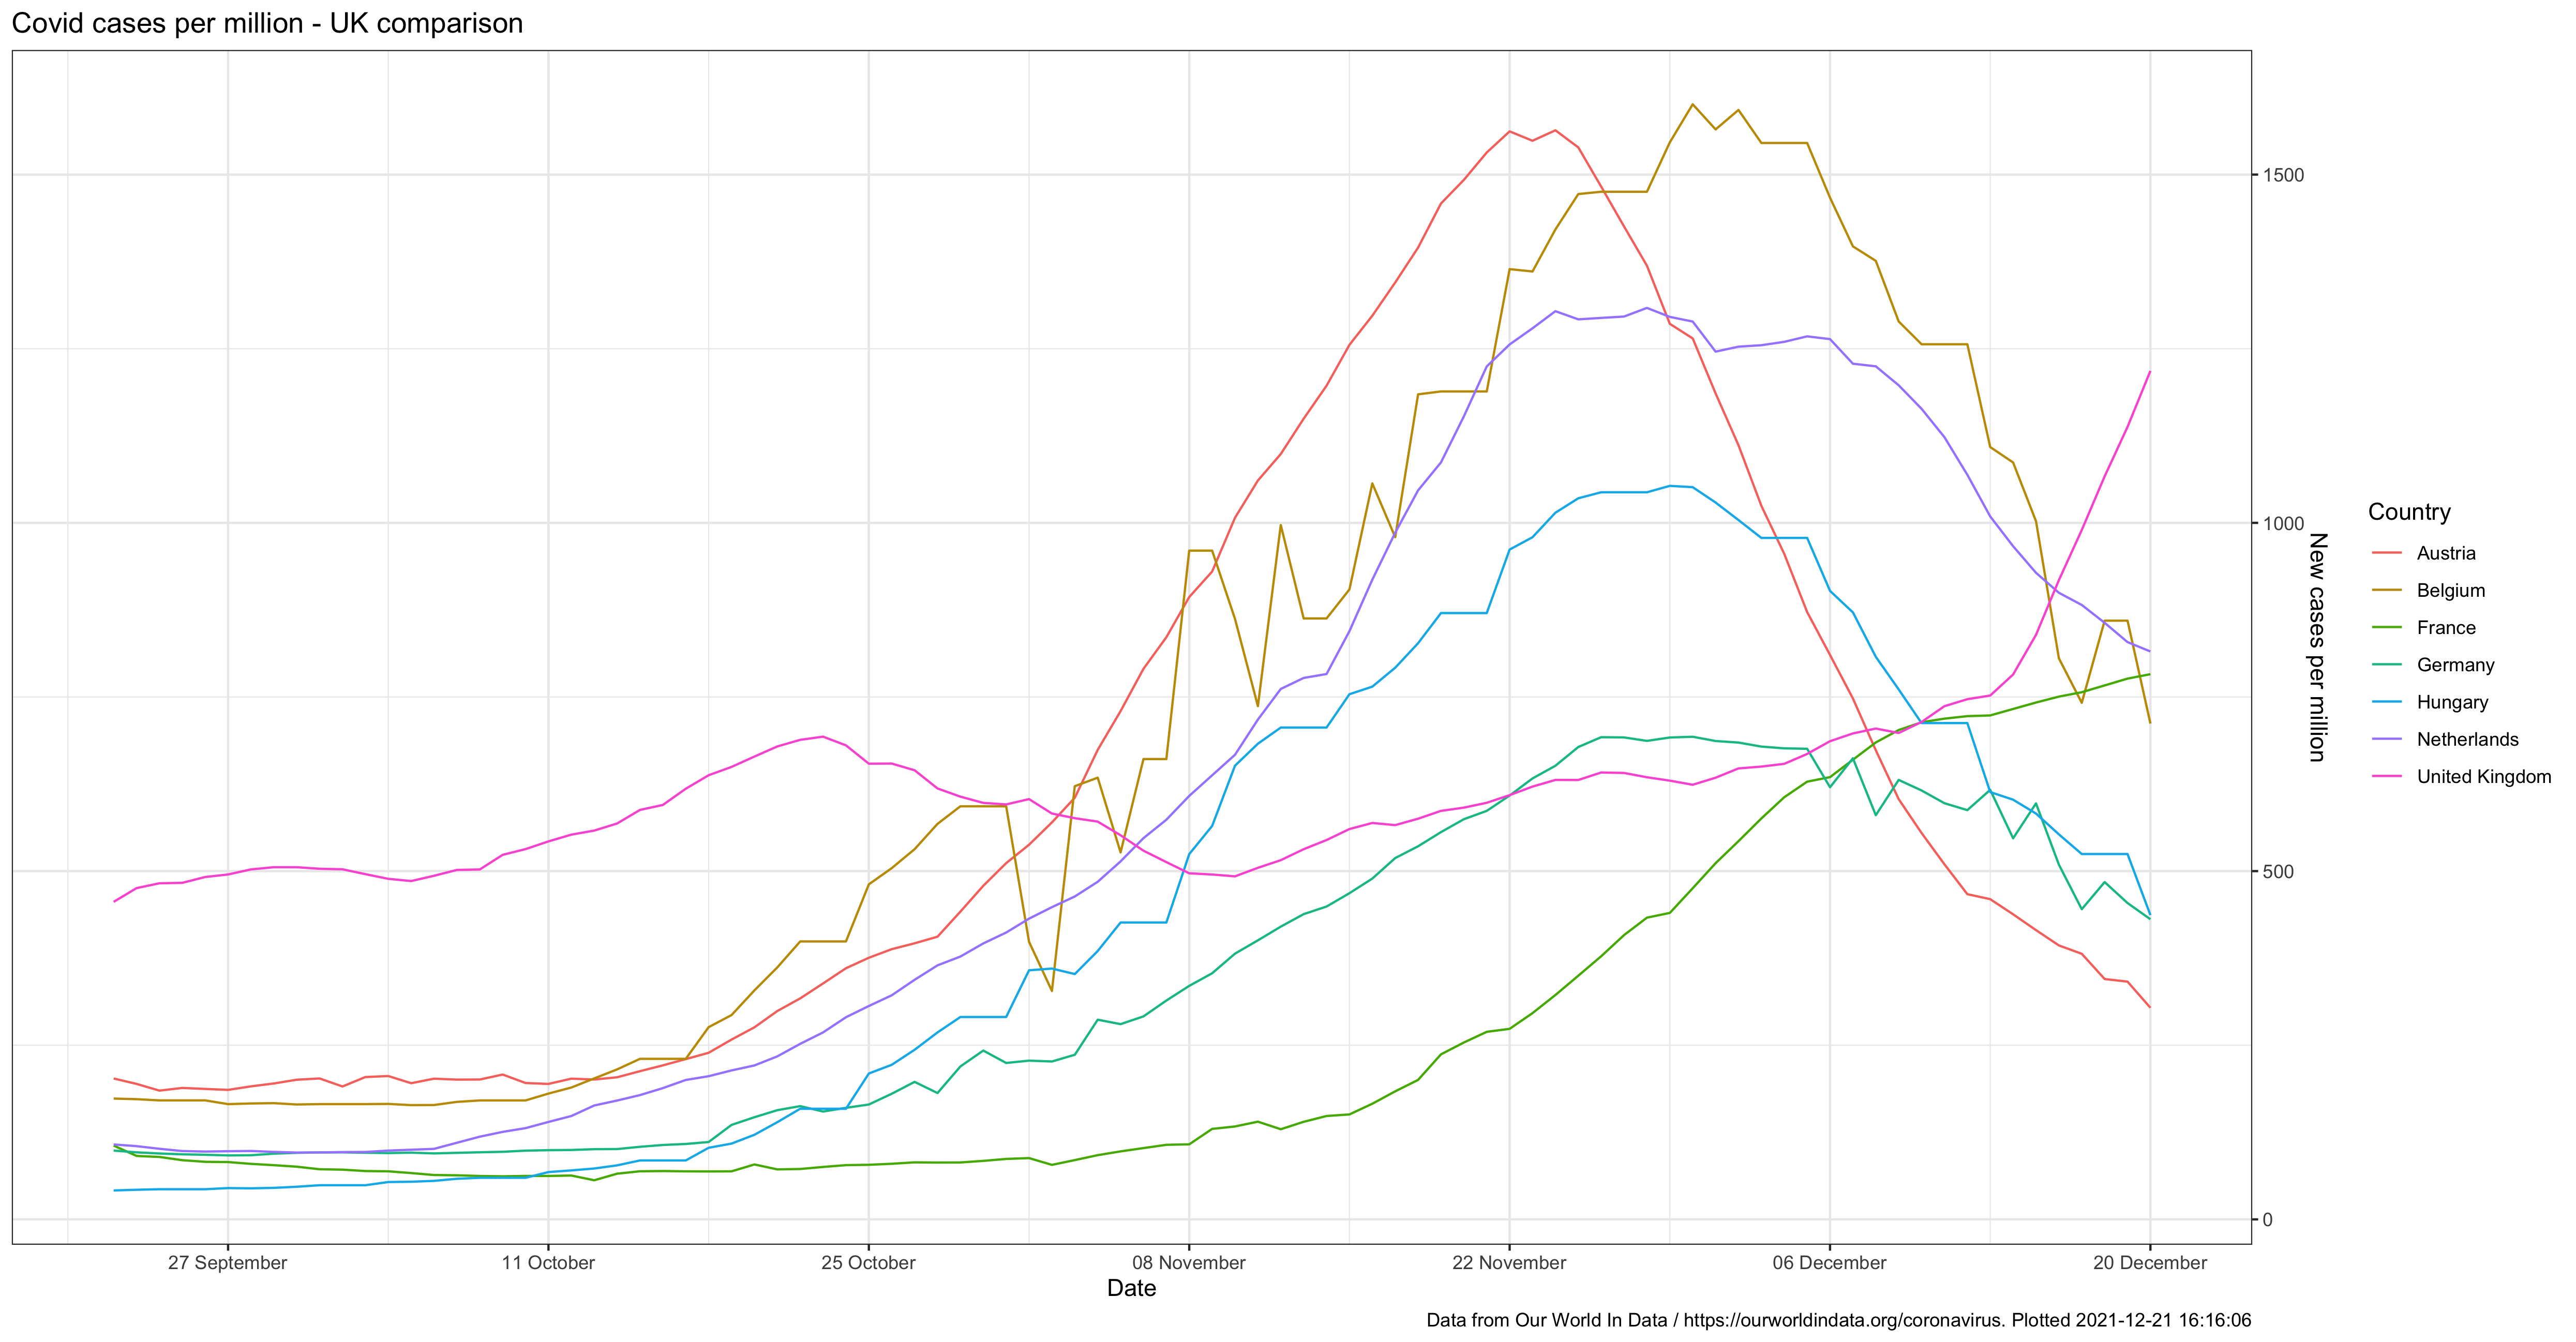 Covid cases per million - UK comparison
1500
1000
500
0
New cases per million
27 September
11 October
25 October
08 November
22 November
06 December
20 December
Date
Country
Austria
Belgium
France
Germany
Hungary
Netherlands
United Kingdom
Data from Our World In Data / https://ourworldindata.org/coronavirus. Plotted 2021-12-21 16:16:06